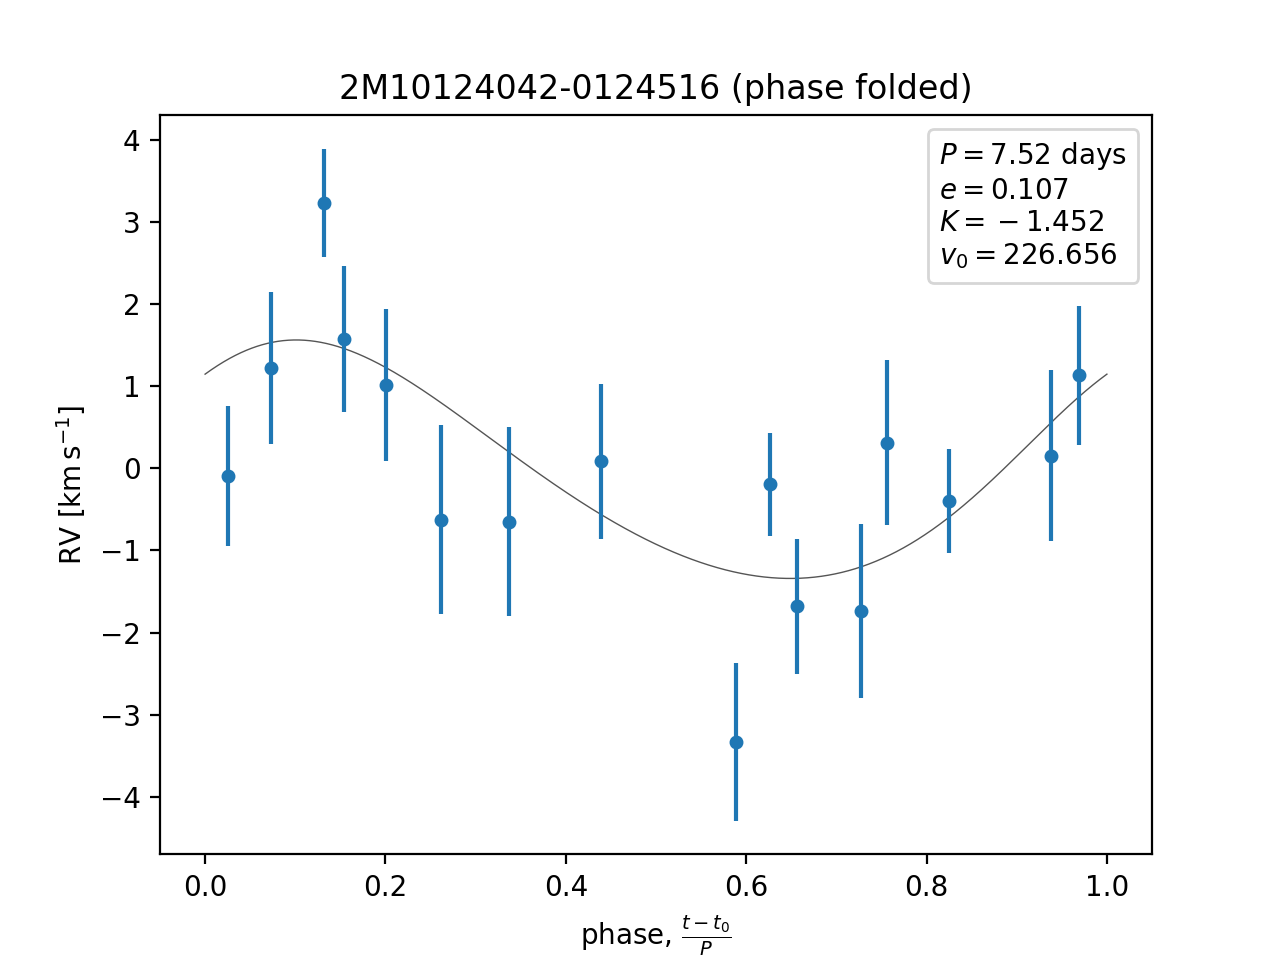 2M10124042-0124516 (phase folded)
P = 7.52 days
e = 0.107
K = −1.452
v₀ = 226.656
4
3
2
1
0
−1
−2
−3
−4
RV [km s⁻¹]
0.0 0.2 0.4 0.6 0.8 1.0
phase, (t − t₀)/P